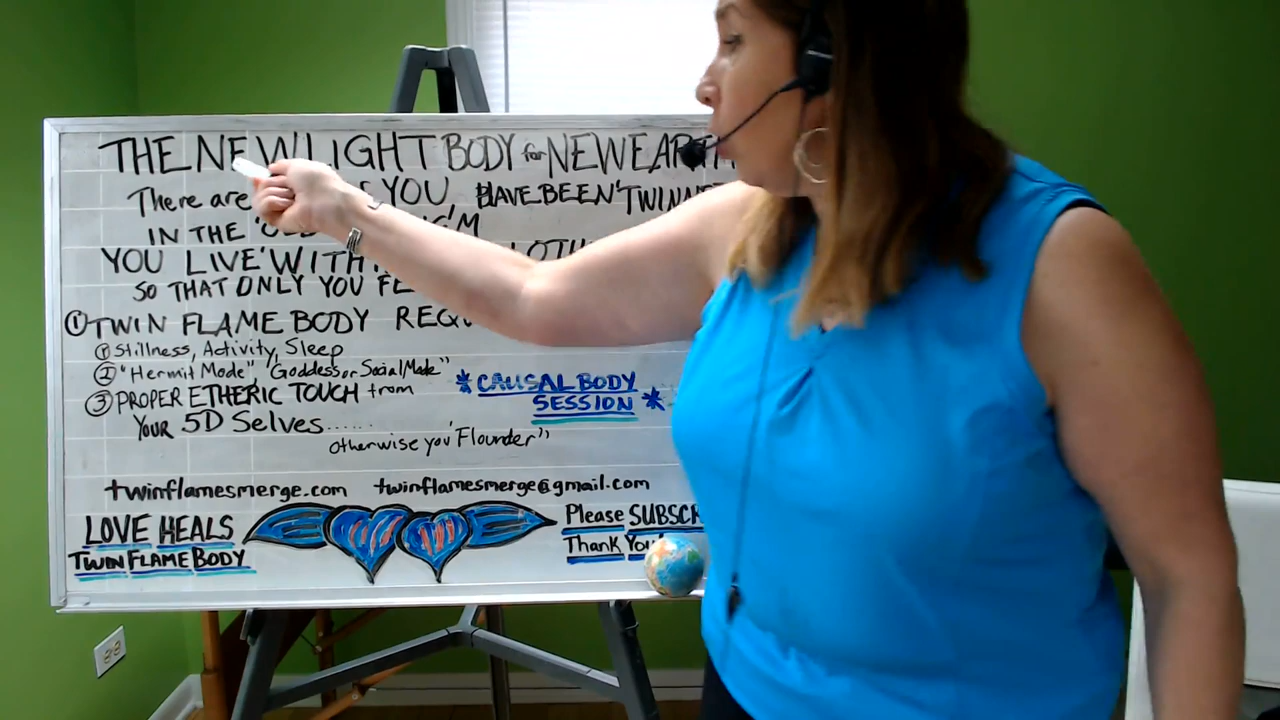 THE NEW LIGHT BODY for NEW EARTH
There are YOU HAVE BEEN 'TWINN
IN THE
YOU LIVE 'WITH
SO THAT ONLY YOU
① TWIN FLAME BODY
① Stillness, Activity, Sleep
② "Hermit Mode" "Goddess or Social Mode"
③ PROPER ETHERIC TOUCH from
YOUR 5D Selves......
otherwise you 'Flounder"
* CAUSAL BODY
SESSION *
twinflamesmerge.com twinflamesmerge@gmail.com
LOVE HEALS
TWIN FLAME BODY
Please SUBSCR
Thank You!